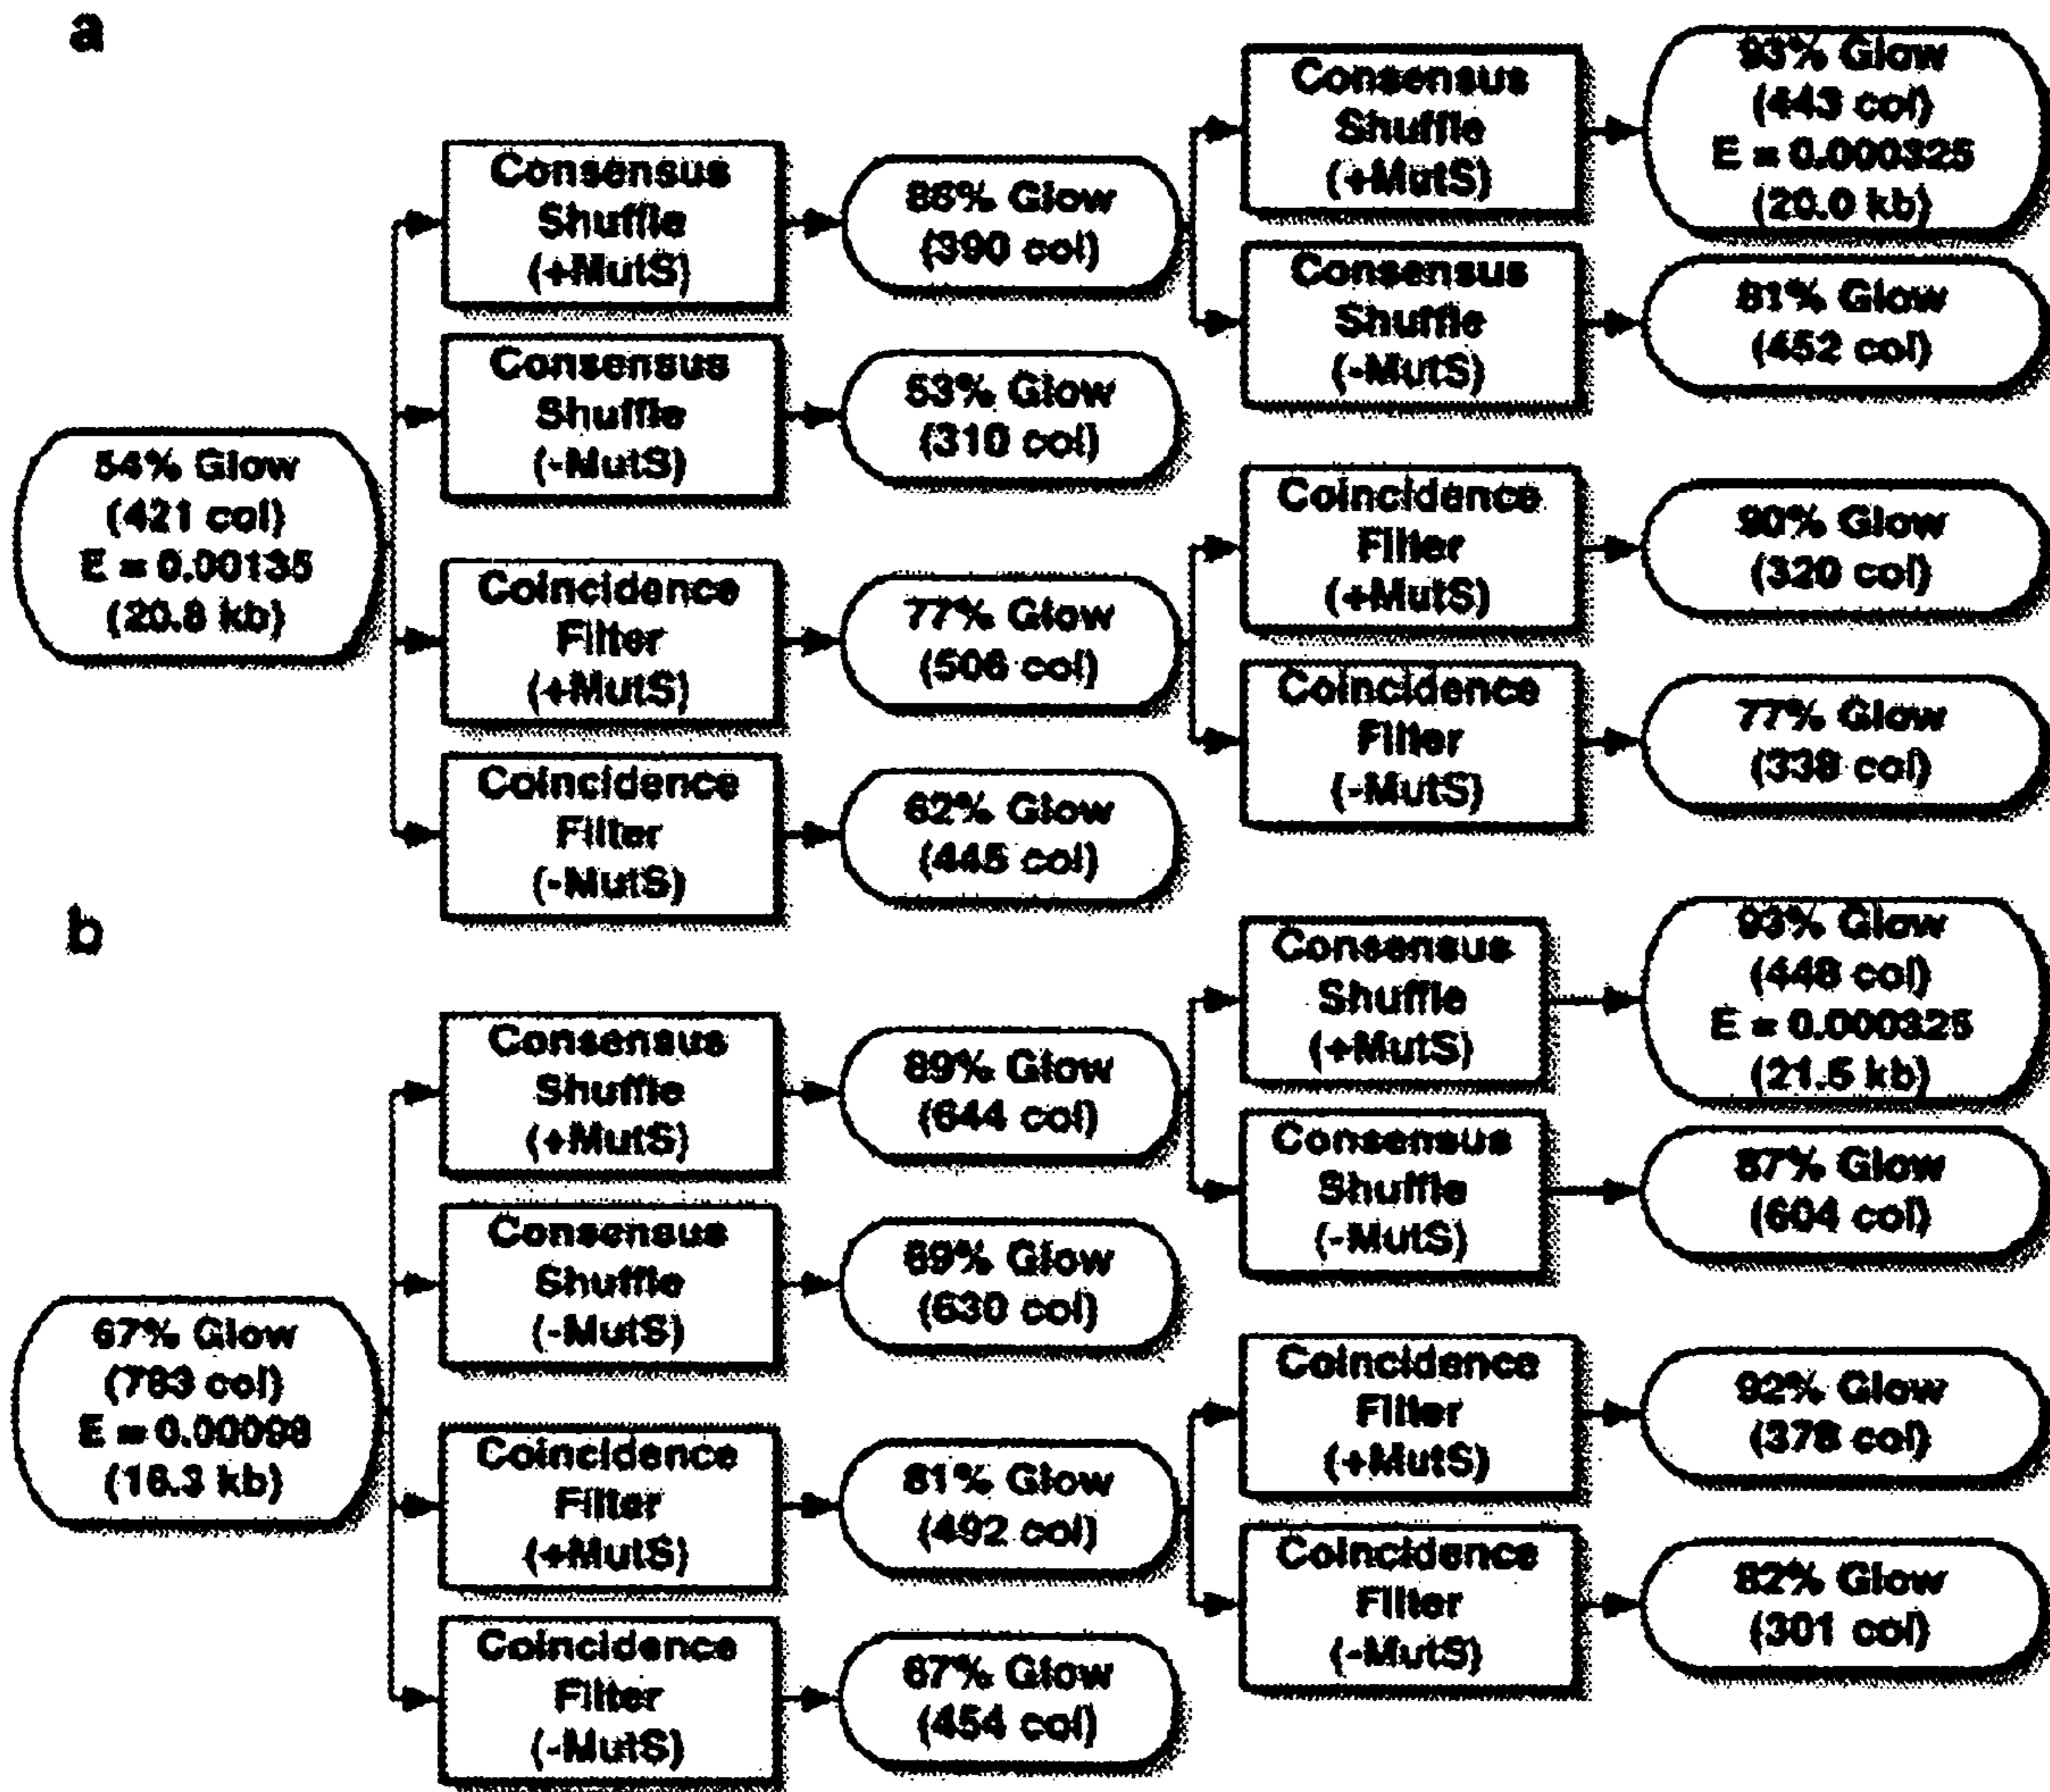 a
54% Glow
(421 col)
E = 0.00135
(20.8 kb)
Consensus
Shuffle
(+MutS)
Glow
(390 col)
Consensus
Shuffle
(-MutS)
53% Glow
(310 col)
Coincidence
Filter
(+MutS)
77% Glow
(506 col)
Coincidence
Filter
(-MutS)
62% Glow
(445 col)
Consensus
Shuffle
(+MutS)
93% Glow
(443 col)
E = 0.000325
(20.0 kb)
Consensus
Shuffle
(-MutS)
81% Glow
(452 col)
Coincidence
Filter
(+MutS)
90% Glow
(320 col)
Coincidence
Filter
(-MutS)
77% Glow
(338 col)
b
67% Glow
(783 col)
E = 0.00098
(16.3 kb)
Consensus
Shuffle
(+MutS)
89% Glow
(644 col)
Consensus
Shuffle
(-MutS)
69% Glow
(630 col)
Coincidence
Filter
(+MutS)
81% Glow
(492 col)
Coincidence
Filter
(-MutS)
67% Glow
(454 col)
Consensus
Shuffle
(+MutS)
93% Glow
(448 col)
E = 0.000325
(21.5 kb)
Consensus
Shuffle
(-MutS)
87% Glow
(604 col)
Coincidence
Filter
(+MutS)
92% Glow
(378 col)
Coincidence
Filter
(-MutS)
82% Glow
(301 col)